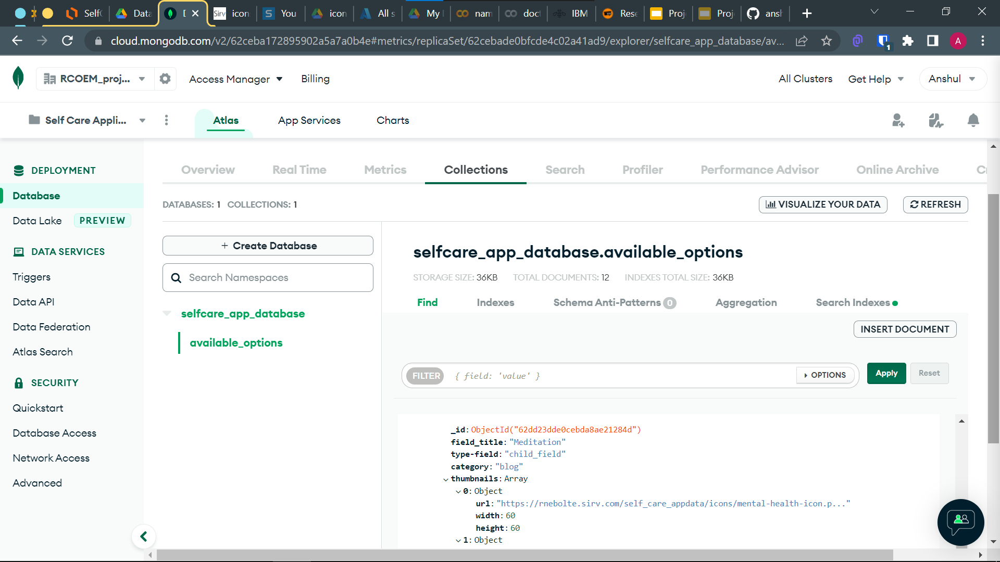 Self
Data
D
Sirv icon
S You
icon
All s
My
nam
doct
IBM
Rese
Proj
Proj
ansh
cloud.mongodb.com/v2/62ceba172895902a5a7a0b4e#metrics/replicaSet/62cebade0bfcde4c02a41ad9/explorer/selfcare_app_database/av...
1
A
RCOEM_proj...
Access Manager
Billing
All Clusters
Get Help
Anshul
Self Care Appli...
Atlas
App Services
Charts
DEPLOYMENT
Database
Data Lake PREVIEW
DATA SERVICES
Triggers
Data API
Data Federation
Atlas Search
SECURITY
Quickstart
Database Access
Network Access
Advanced
Overview
Real Time
Metrics
Collections
Search
Profiler
Performance Advisor
Online Archive
DATABASES: 1 COLLECTIONS: 1
VISUALIZE YOUR DATA
REFRESH
+ Create Database
Search Namespaces
selfcare_app_database
available_options
selfcare_app_database.available_options
STORAGE SIZE: 36KB TOTAL DOCUMENTS: 12 INDEXES TOTAL SIZE: 36KB
Find
Indexes
Schema Anti-Patterns 0
Aggregation
Search Indexes
INSERT DOCUMENT
FILTER { field: 'value' }
OPTIONS
Apply
Reset
_id: ObjectId("62dd23dde0cebda8ae21284d")
field_title: "Meditation"
type-field: "child_field"
category: "blog"
thumbnails: Array
0: Object
url: "https://rnebolte.sirv.com/self_care_appdata/icons/mental-health-icon.p..."
width: 60
height: 60
1: Object